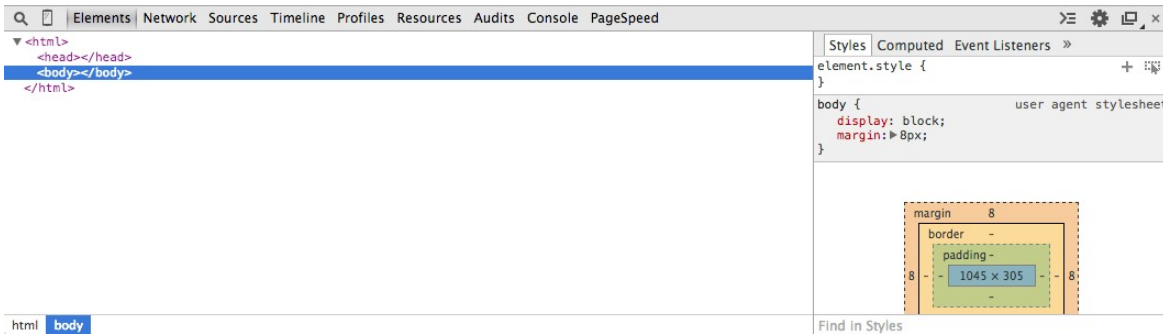 Elements Network Sources Timeline Profiles Resources Audits Console PageSpeed
▼<html>
<head></head>
<body></body>
</html>
html body
Styles Computed Event Listeners »
element.style {
}
body { user agent stylesheet
display: block;
margin:▶8px;
}
margin 8
border -
padding -
8 - - 1045 × 305 - - 8
-
Find in Styles